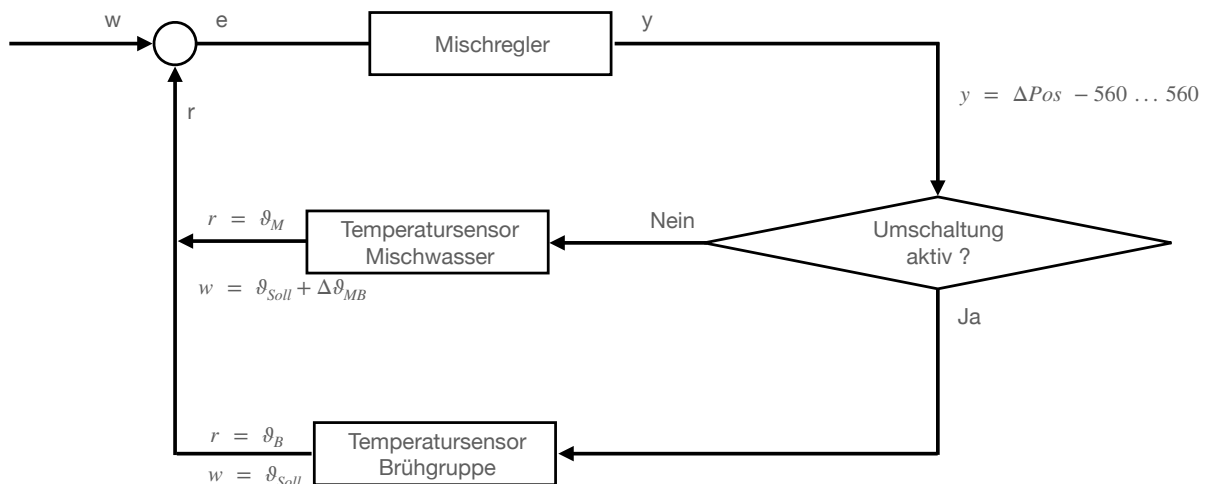 w
e
Mischregler
y
y = ΔPos − 560 … 560
r
r = ϑ_M
Temperatursensor
Mischwasser
Nein
Umschaltung
aktiv ?
w = ϑ_Soll + Δϑ_MB
Ja
r = ϑ_B
Temperatursensor
Brühgruppe
w = ϑ_Soll